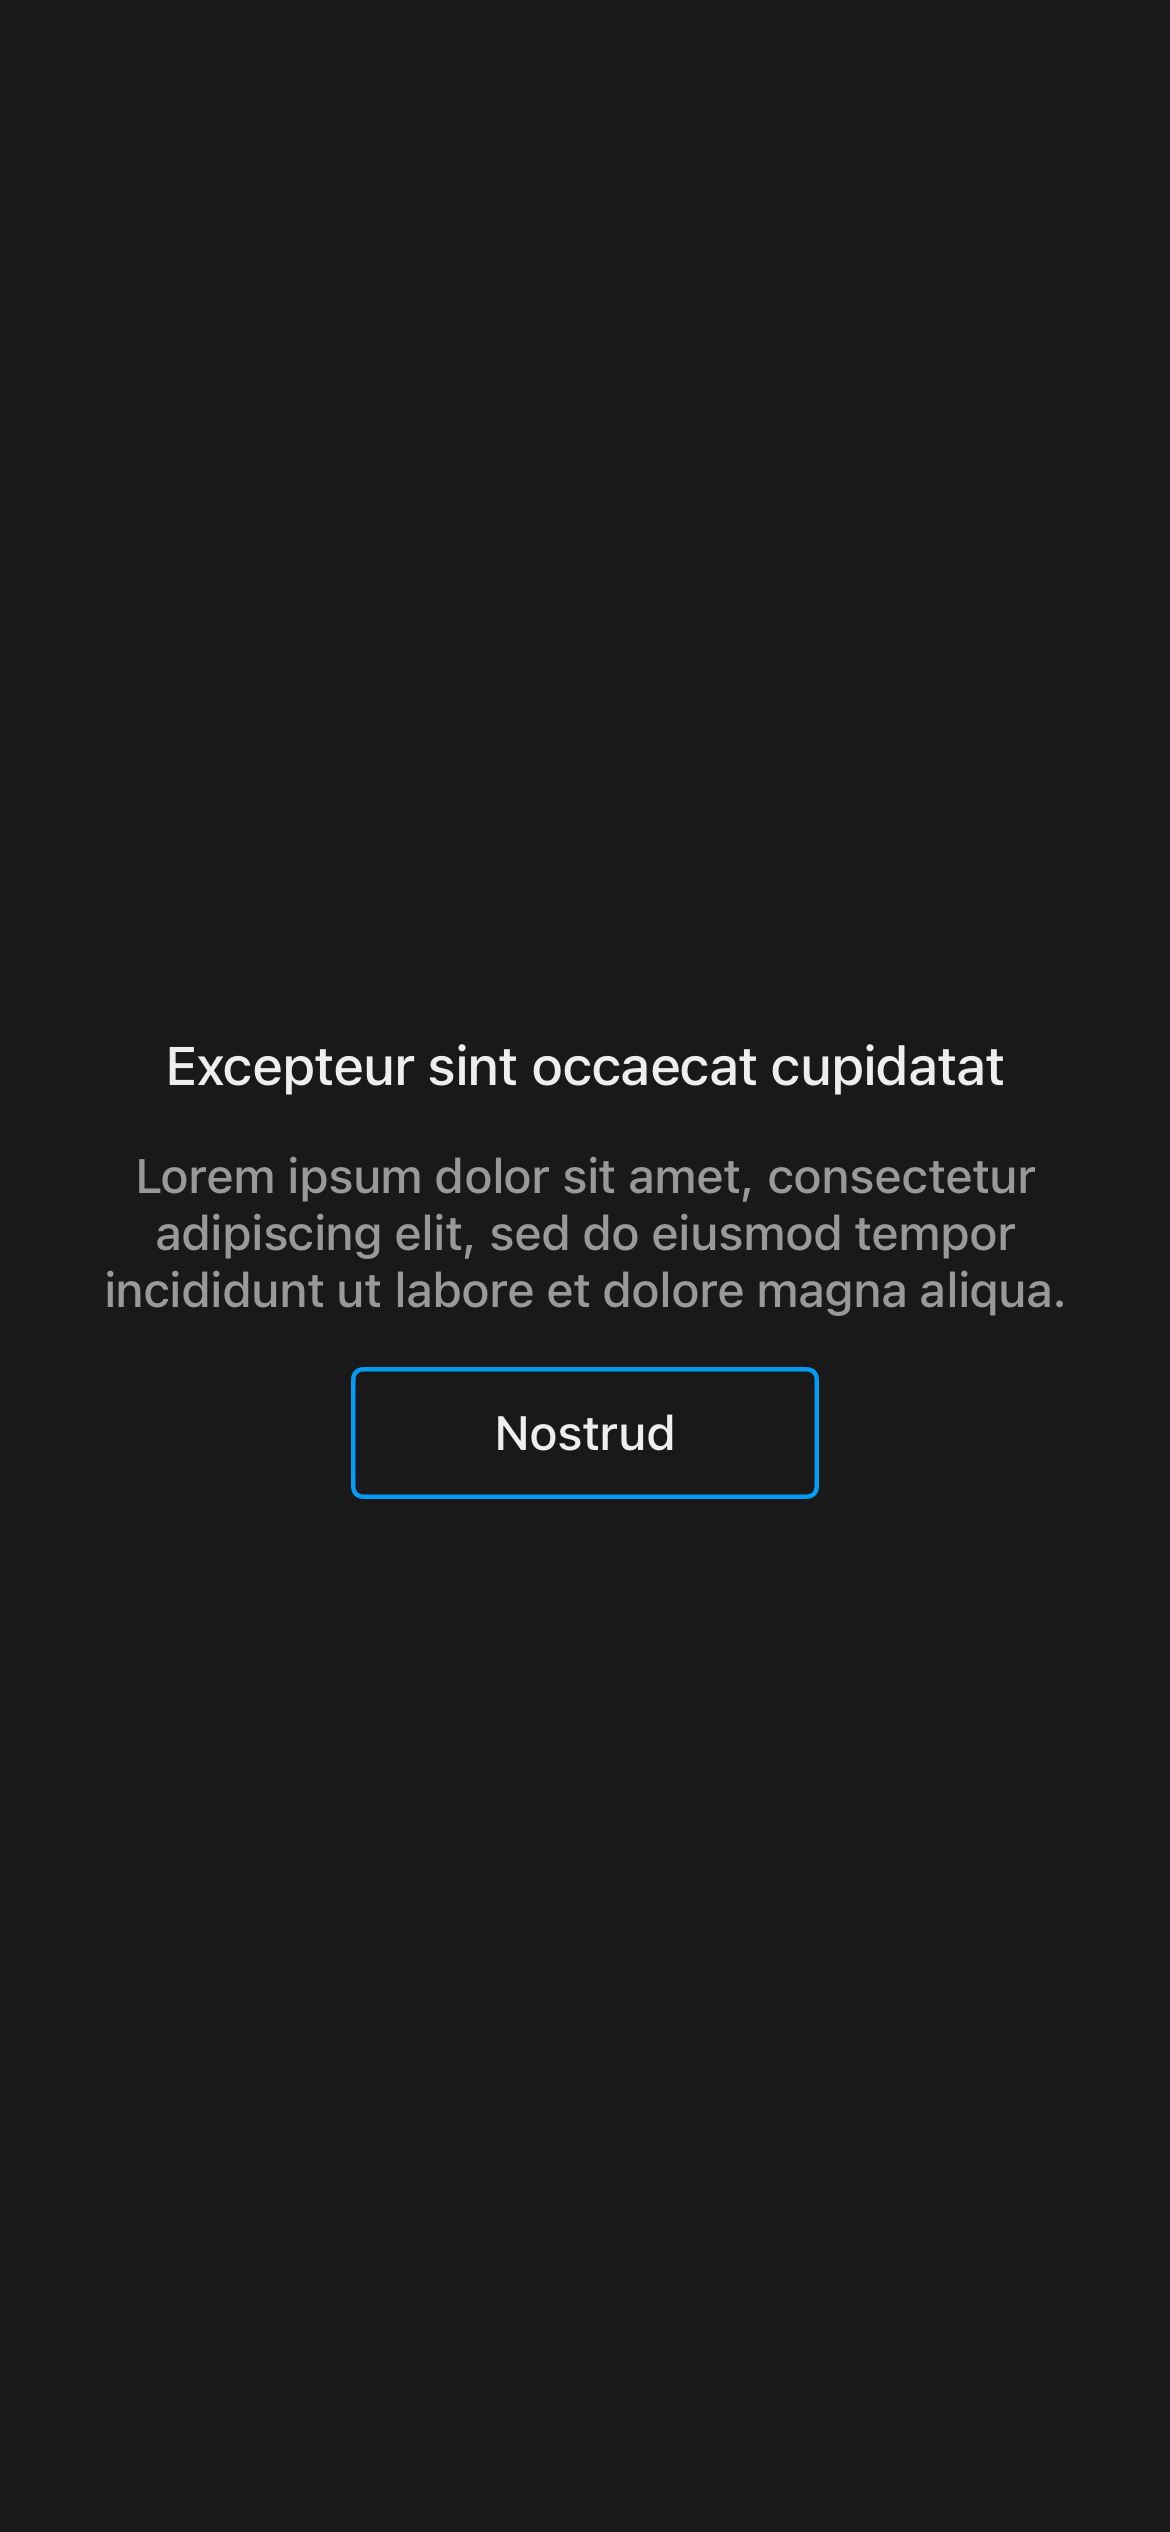 Excepteur sint occaecat cupidatat
Lorem ipsum dolor sit amet, consectetur
adipiscing elit, sed do eiusmod tempor
incididunt ut labore et dolore magna aliqua.
Nostrud